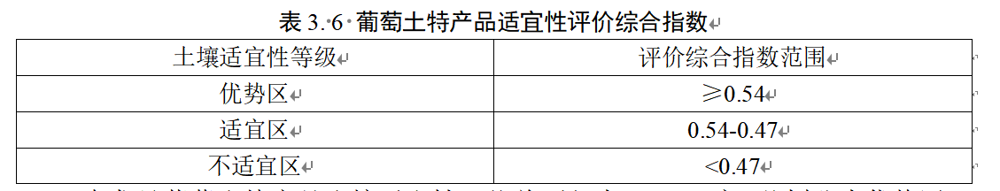 表 3.6 葡萄土特产品适宜性评价综合指数
土壤适宜性等级 评价综合指数范围
优势区 ≥0.54
适宜区 0.54-0.47
不适宜区 <0.47